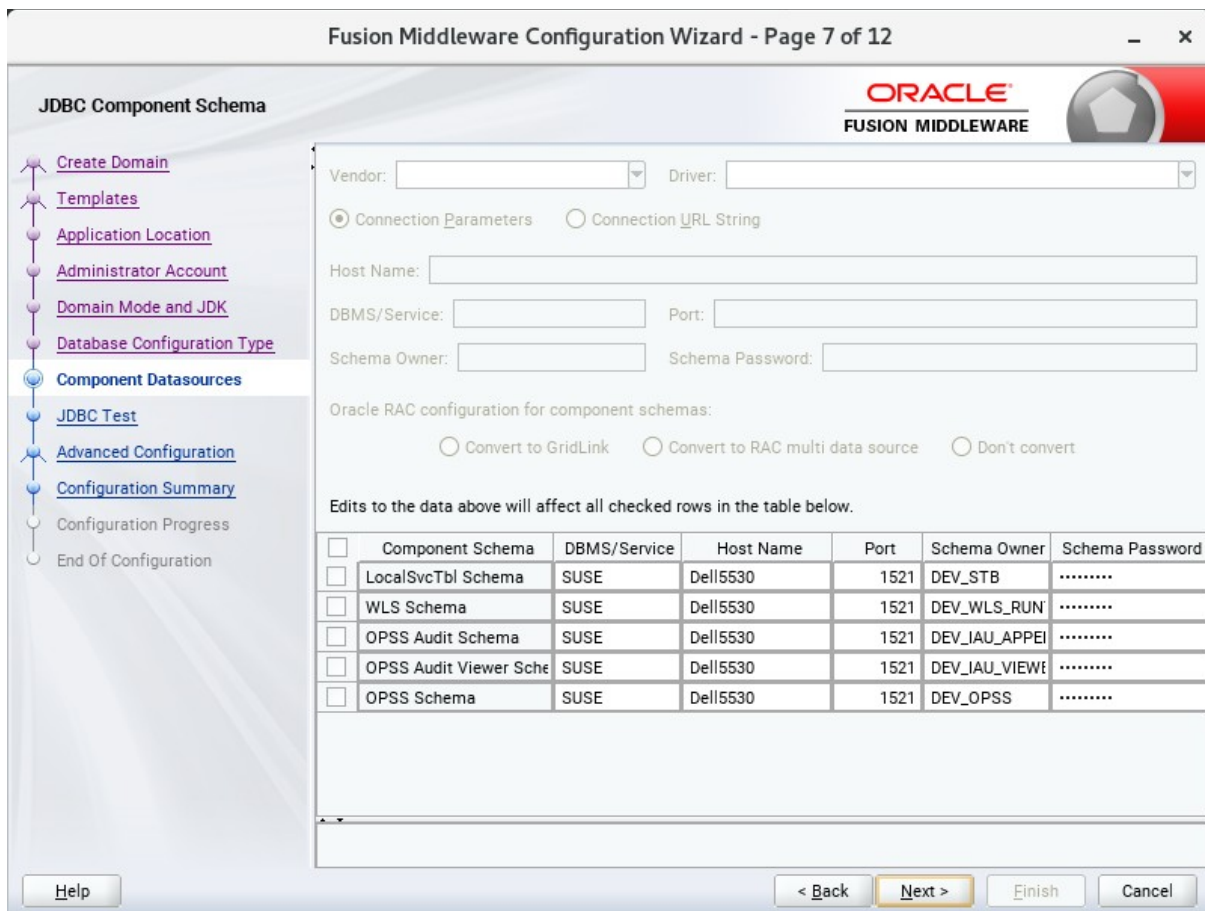 Fusion Middleware Configuration Wizard - Page 7 of 12
JDBC Component Schema
ORACLE
FUSION MIDDLEWARE
Create Domain
Templates
Application Location
Administrator Account
Domain Mode and JDK
Database Configuration Type
Component Datasources
JDBC Test
Advanced Configuration
Configuration Summary
Configuration Progress
End Of Configuration
Vendor: Driver:
Connection Parameters Connection URL String
Host Name:
DBMS/Service: Port:
Schema Owner: Schema Password:
Oracle RAC configuration for component schemas:
Convert to GridLink Convert to RAC multi data source Don't convert
Edits to the data above will affect all checked rows in the table below.
Component Schema DBMS/Service Host Name Port Schema Owner Schema Password
LocalSvcTbl Schema SUSE Dell5530 1521 DEV_STB •••••••••
WLS Schema SUSE Dell5530 1521 DEV_WLS_RUN •••••••••
OPSS Audit Schema SUSE Dell5530 1521 DEV_IAU_APPE •••••••••
OPSS Audit Viewer Sche SUSE Dell5530 1521 DEV_IAU_VIEWE •••••••••
OPSS Schema SUSE Dell5530 1521 DEV_OPSS •••••••••
Help < Back Next > Finish Cancel